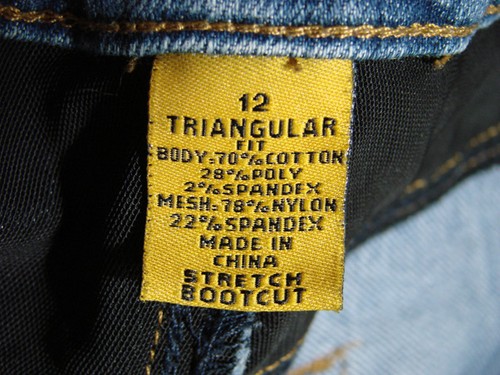 12
TRIANGULAR
FIT
BODY-70%COTTON
28%POLY
2%SPANDEX
MESH-78%NYLON
22%SPANDEX
MADE IN
CHINA
STRETCH
BOOTCUT